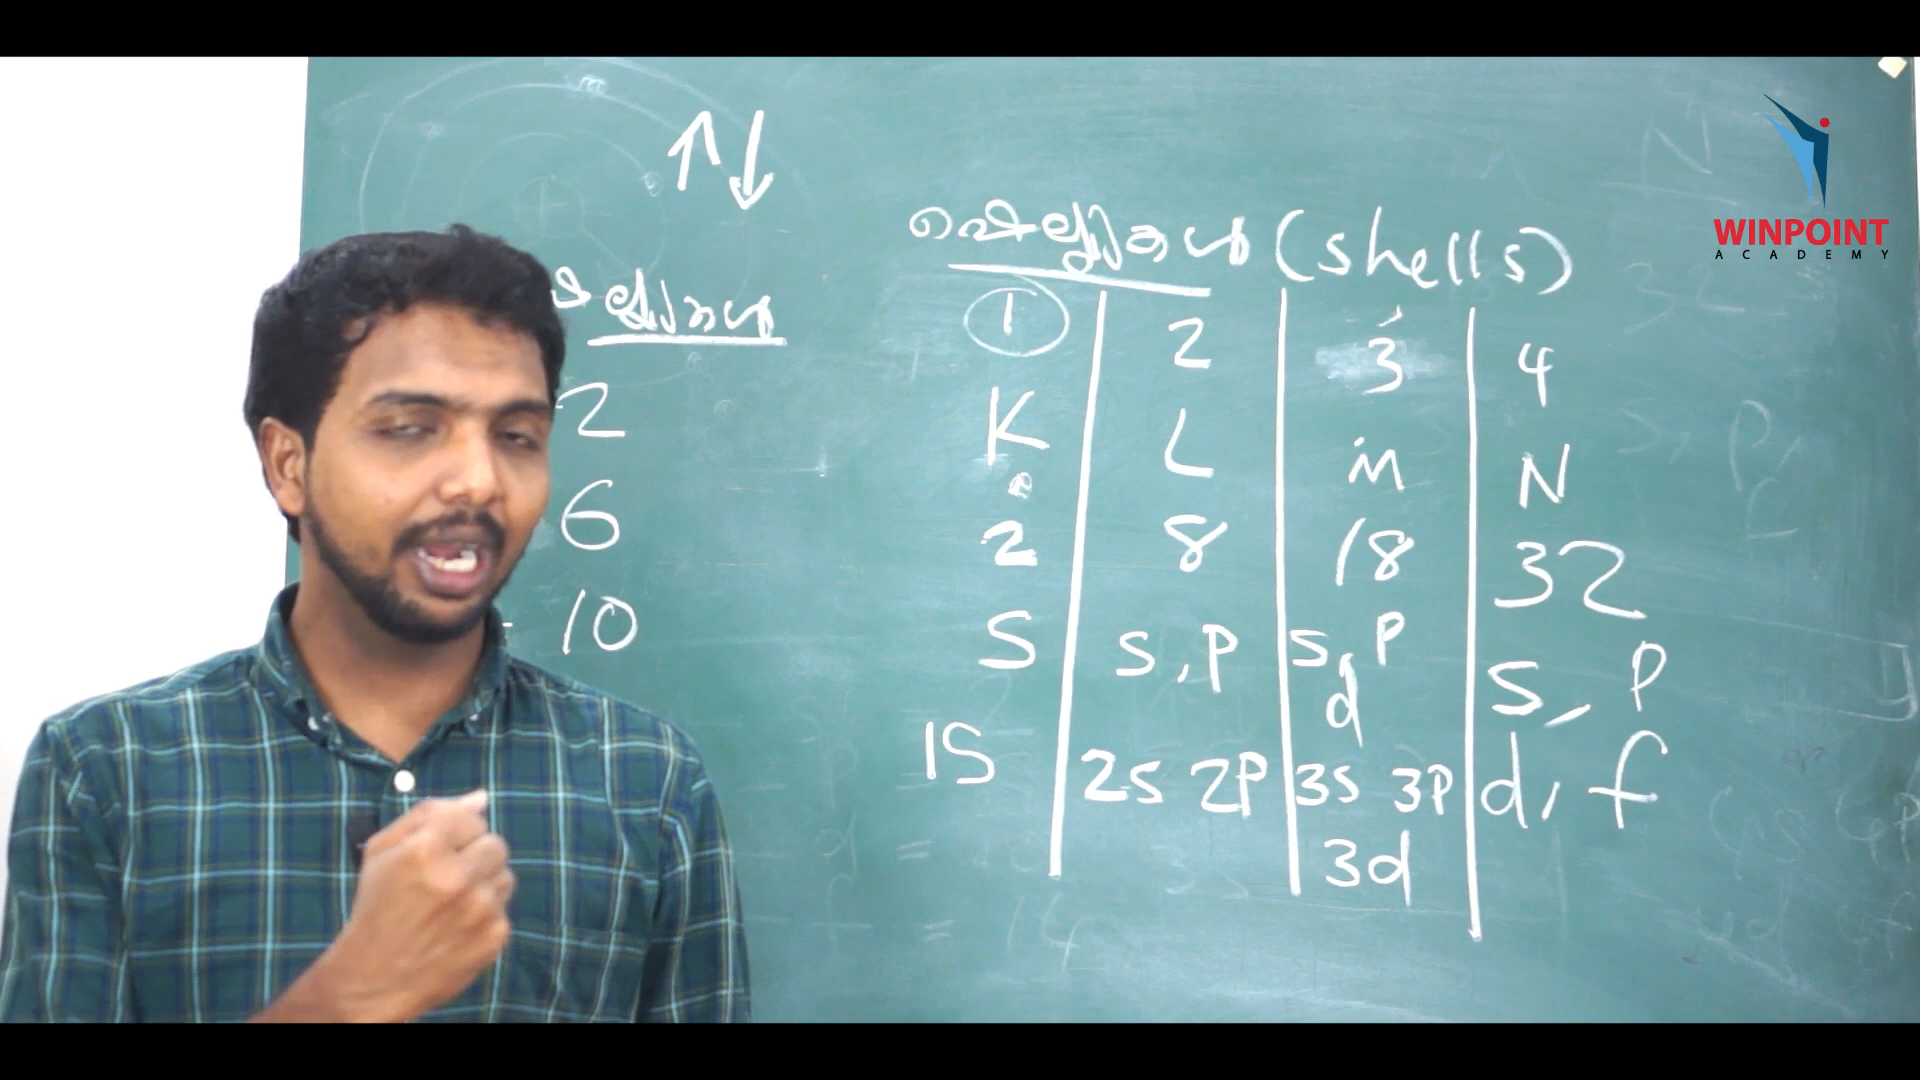 ഷെല്ലുകൾ (shells)
1 2 3 4
K L M N
2 8 18 32
S s, p s, p d s, p d, f
1S 2s 2p 3s 3p 3d
2
6
10
= 14
WINPOINT
ACADEMY